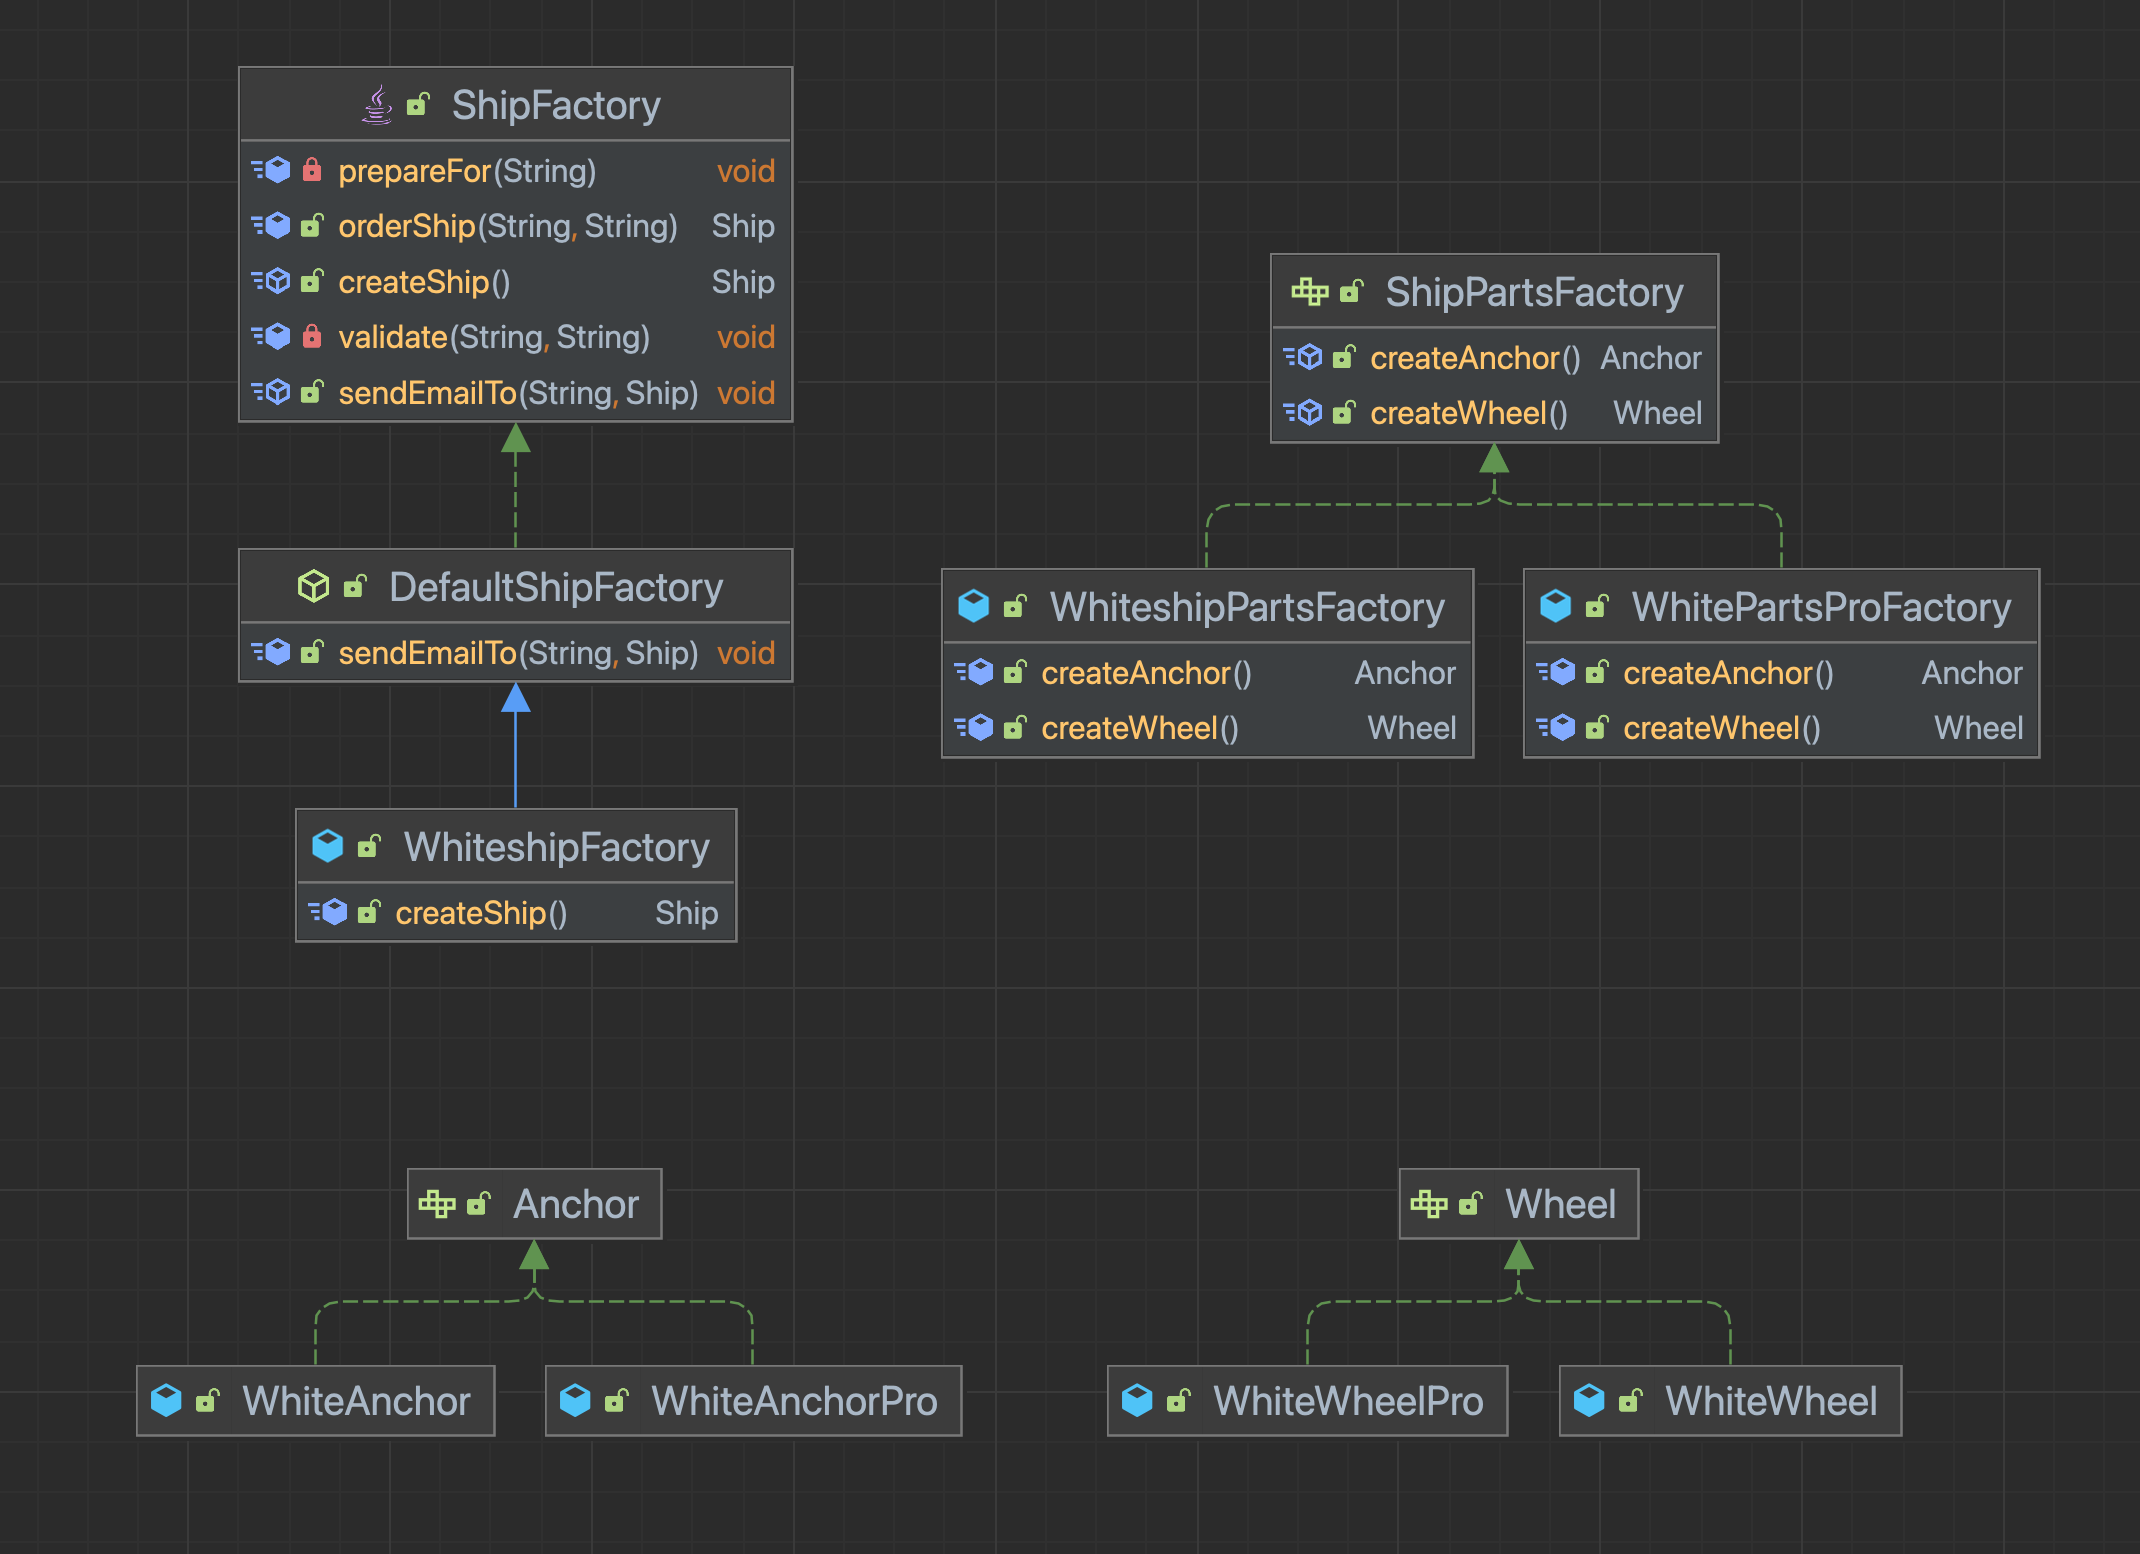 ShipFactory
prepareFor(String) void
orderShip(String, String) Ship
createShip() Ship
validate(String, String) void
sendEmailTo(String, Ship) void
DefaultShipFactory
sendEmailTo(String, Ship) void
WhiteshipFactory
createShip() Ship
ShipPartsFactory
createAnchor() Anchor
createWheel() Wheel
WhiteshipPartsFactory
createAnchor() Anchor
createWheel() Wheel
WhitePartsProFactory
createAnchor() Anchor
createWheel() Wheel
Anchor
WhiteAnchor
WhiteAnchorPro
Wheel
WhiteWheelPro
WhiteWheel